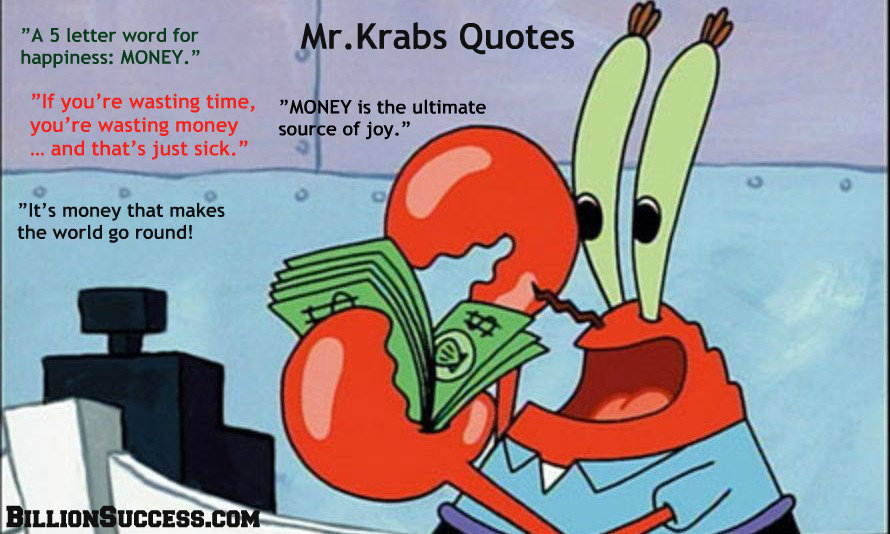 Mr.Krabs Quotes
”A 5 letter word for
happiness: MONEY.”
”If you’re wasting time,
you’re wasting money
... and that’s just sick.”
”MONEY is the ultimate
source of joy.”
”It’s money that makes
the world go round!
$
$
BillionSuccess.com